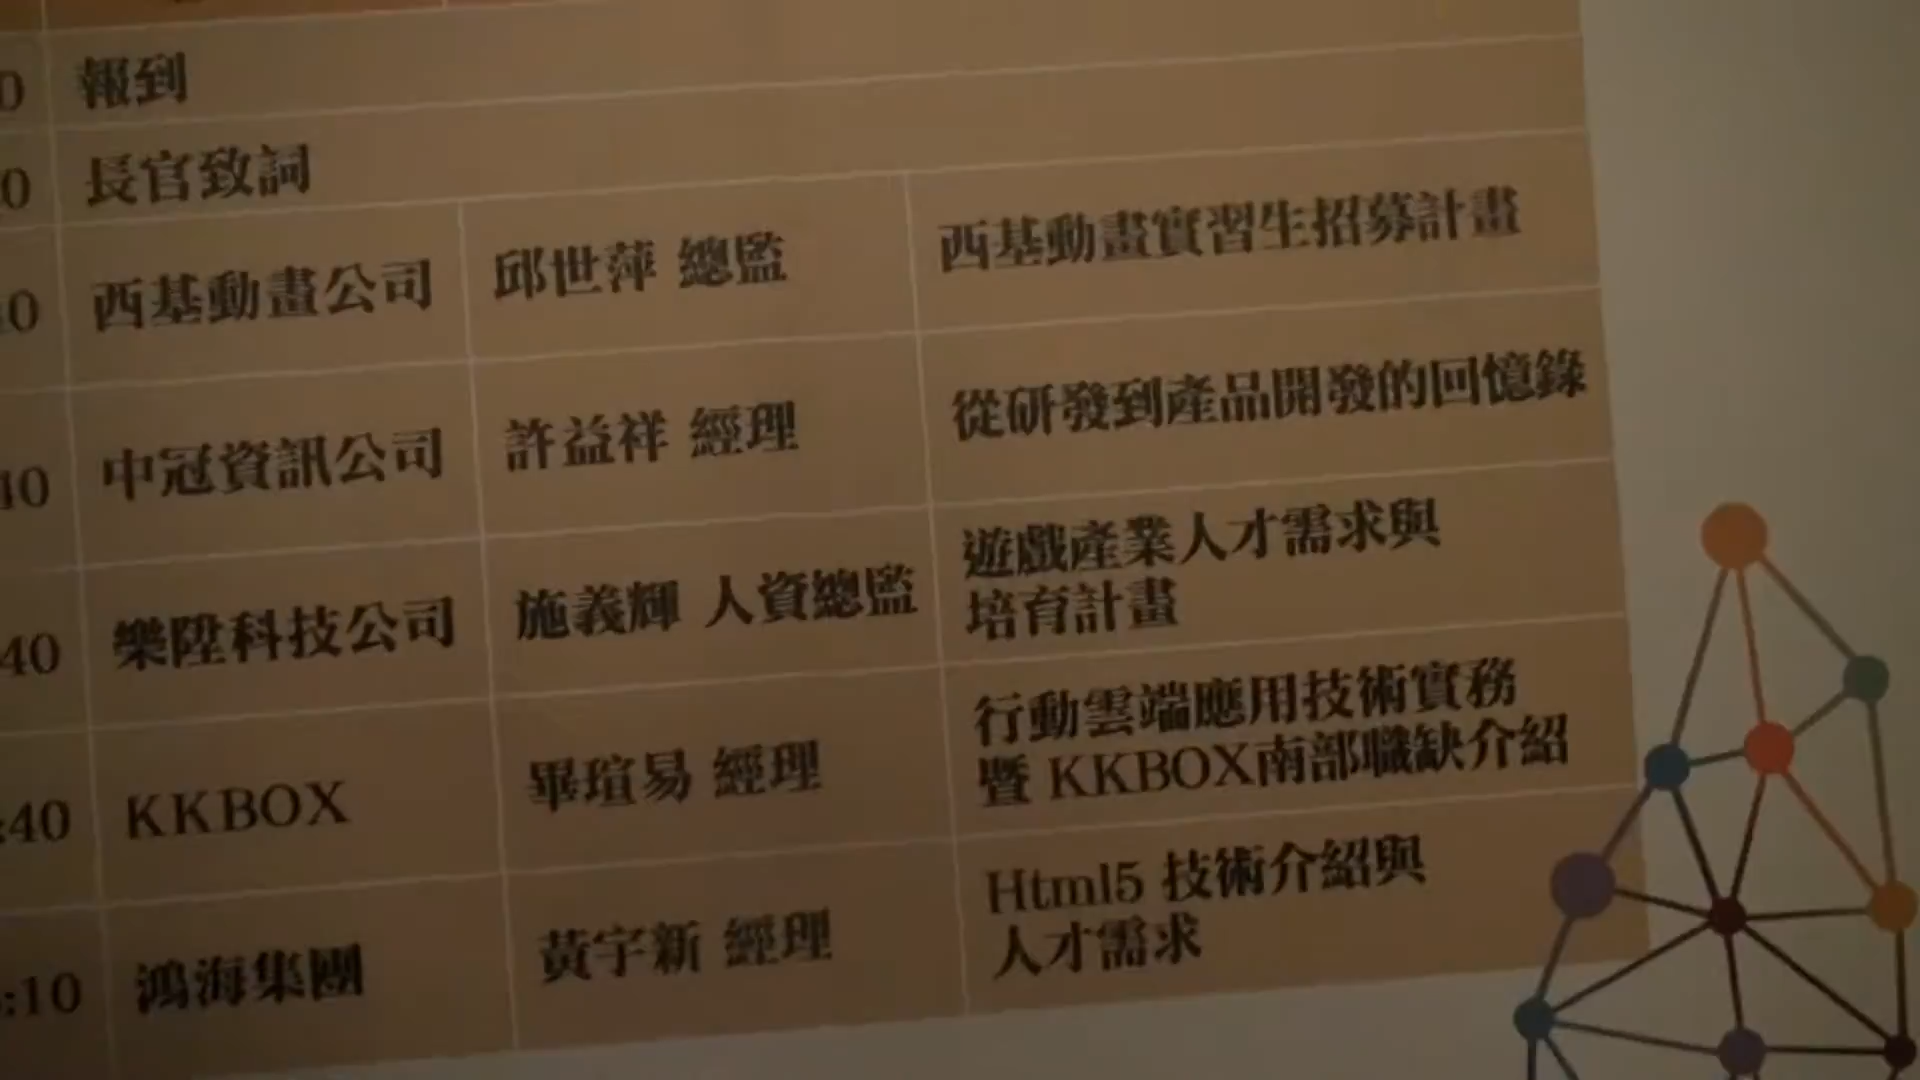 0 報到
0 長官致詞
0 西基動畫公司 邱世萍 總監 西基動畫實習生招募計畫
40 中冠資訊公司 許益祥 經理 從研發到產品開發的回憶錄
40 樂陞科技公司 施義輝 人資總監 遊戲產業人才需求與
培育計畫
:40 KKBOX 畢瑄易 經理 行動雲端應用技術實務
暨 KKBOX南部職缺介紹
:10 鴻海集團 黃宇新 經理 Html5 技術介紹與
人才需求